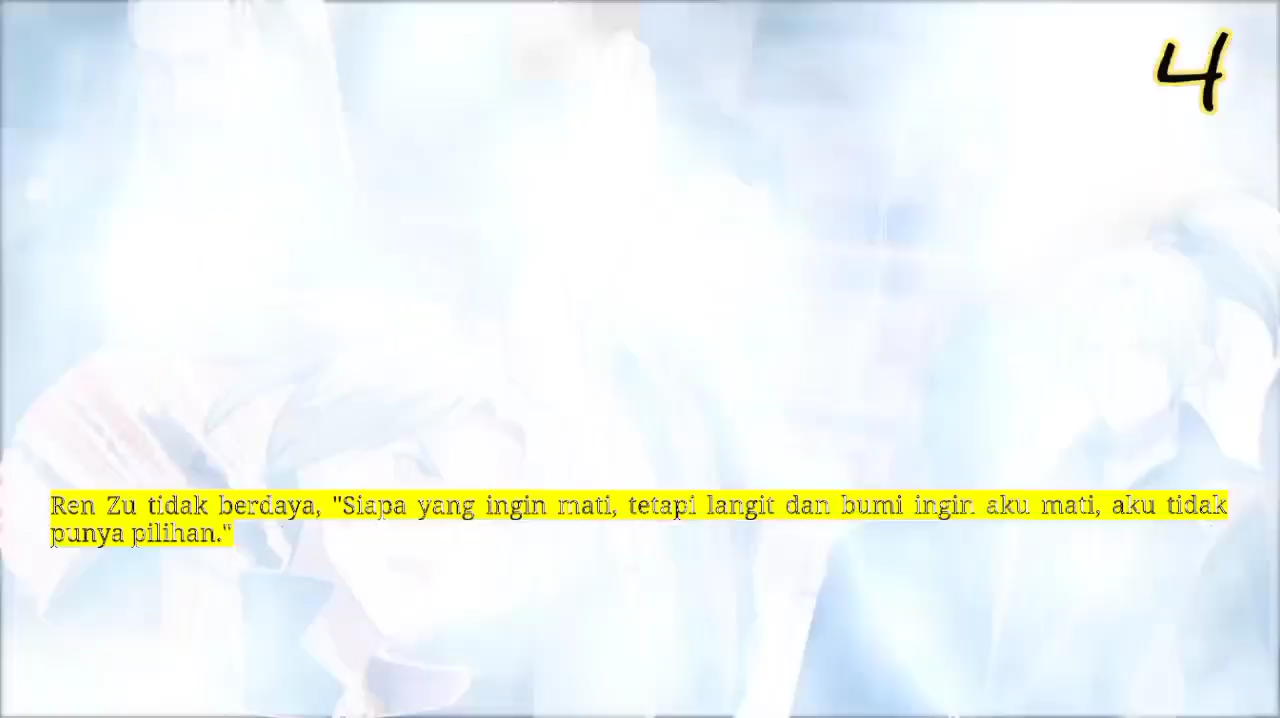 4
Ren Zu tidak berdaya, "Siapa yang ingin mati, tetapi langit dan bumi ingin aku mati, aku tidak
punya pilihan."